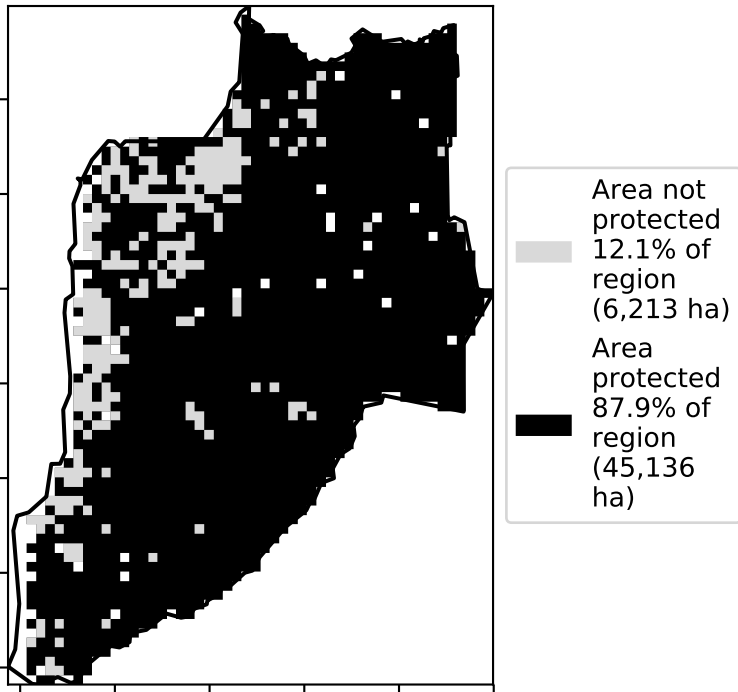 Area not
protected
12.1% of
region
(6,213 ha)
Area
protected
87.9% of
region
(45,136
ha)